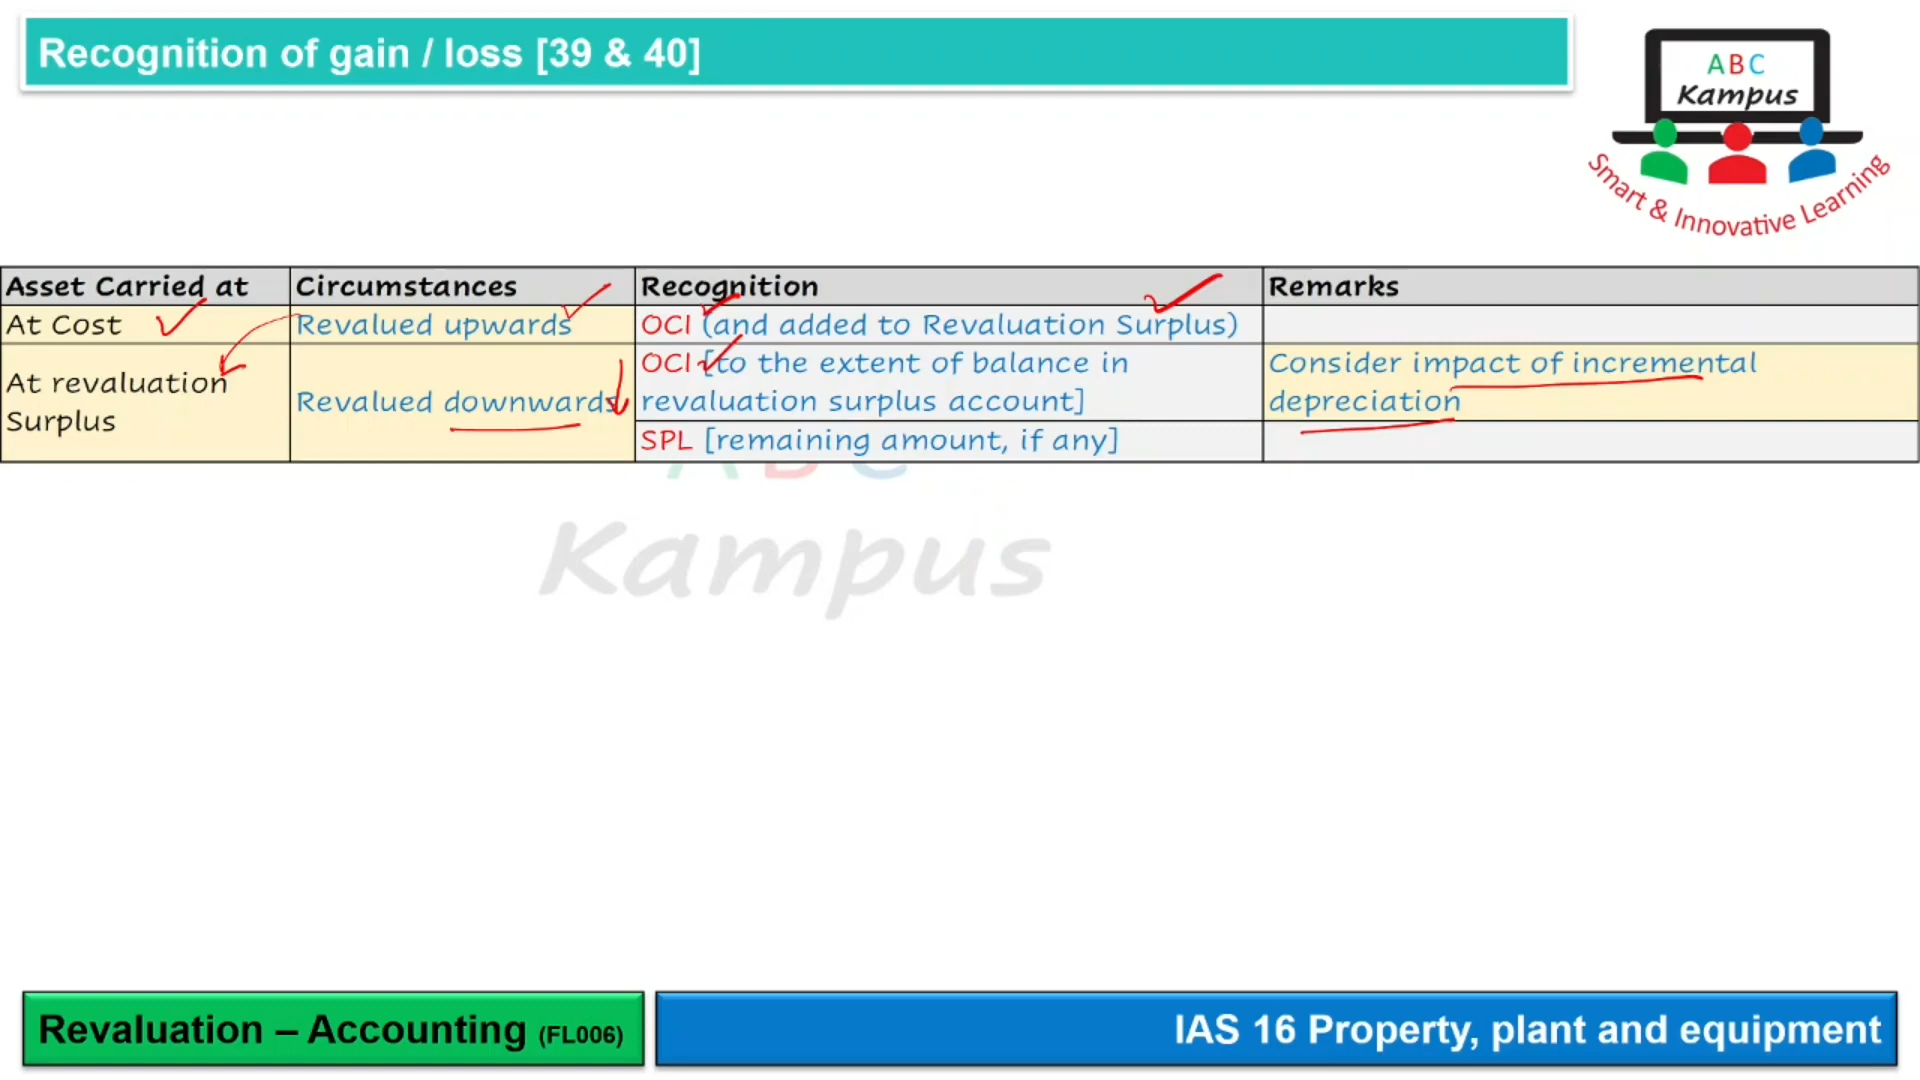 Recognition of gain / loss [39 & 40]
ABC
Kampus
Smart & Innovative Learning
Asset Carried at
Circumstances
Recognition
Remarks
At Cost
Revalued upwards
OCI (and added to Revaluation Surplus)
At revaluation
Surplus
Revalued downwards
OCI [to the extent of balance in
revaluation surplus account]
Consider impact of incremental
depreciation
SPL [remaining amount, if any]
ABC
Kampus
Revaluation – Accounting (FL006)
IAS 16 Property, plant and equipment